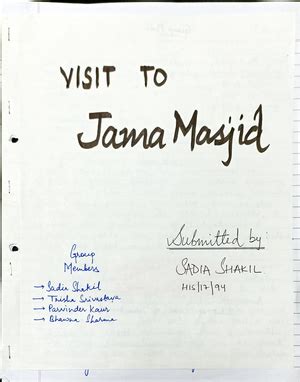 VISIT TO
Jama Masjid
Submitted by:
SADIA SHAKIL
HIS/17/94
Group
Members
→ Sadia Shakil
→ Trisha Srivastava
→ Parvinder Kaur
→ Bhawna Sharma